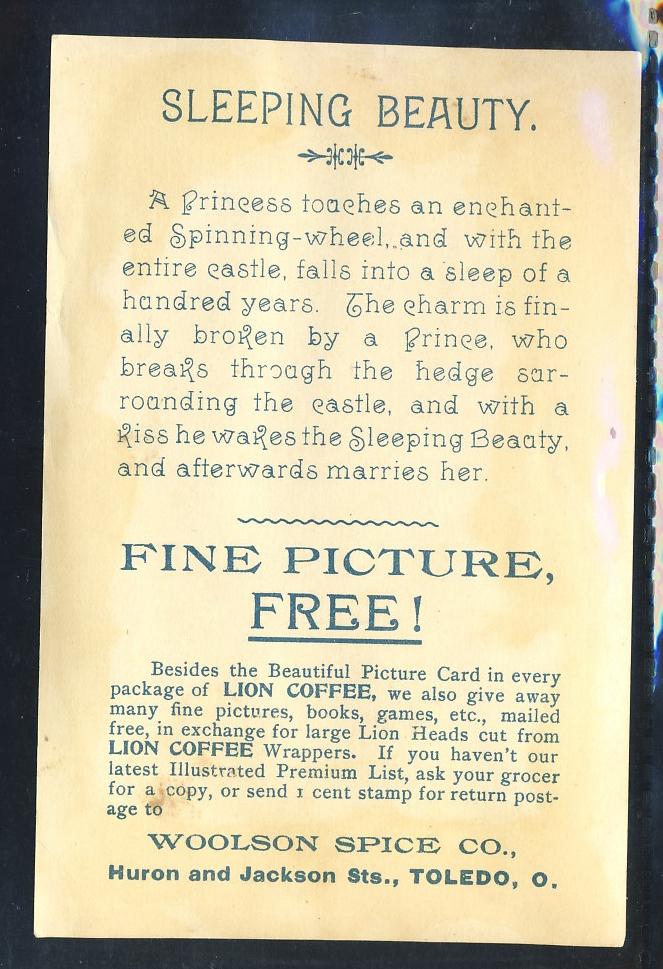 SLEEPING BEAUTY.
A Princess touches an enchant-
ed Spinning-wheel, and with the
entire castle, falls into a sleep of a
hundred years. The charm is fin-
ally broken by a Prince, who
breaks through the hedge sur-
rounding the castle, and with a
kiss he wakes the Sleeping Beauty,
and afterwards marries her.
FINE PICTURE,
FREE!
Besides the Beautiful Picture Card in every
package of LION COFFEE, we also give away
many fine pictures, books, games, etc., mailed
free, in exchange for large Lion Heads cut from
LION COFFEE Wrappers. If you haven't our
latest Illustrated Premium List, ask your grocer
for a copy, or send 1 cent stamp for return post-
age to
WOOLSON SPICE CO.,
Huron and Jackson Sts., TOLEDO, O.